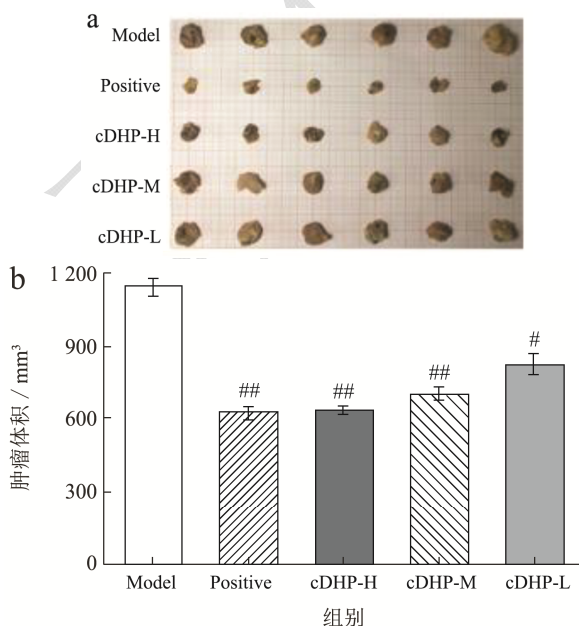 a
Model
Positive
cDHP-H
cDHP-M
cDHP-L
b
肿瘤体积 / mm³
1 200
900
600
300
0
##
##
##
#
Model Positive cDHP-H cDHP-M cDHP-L
组别